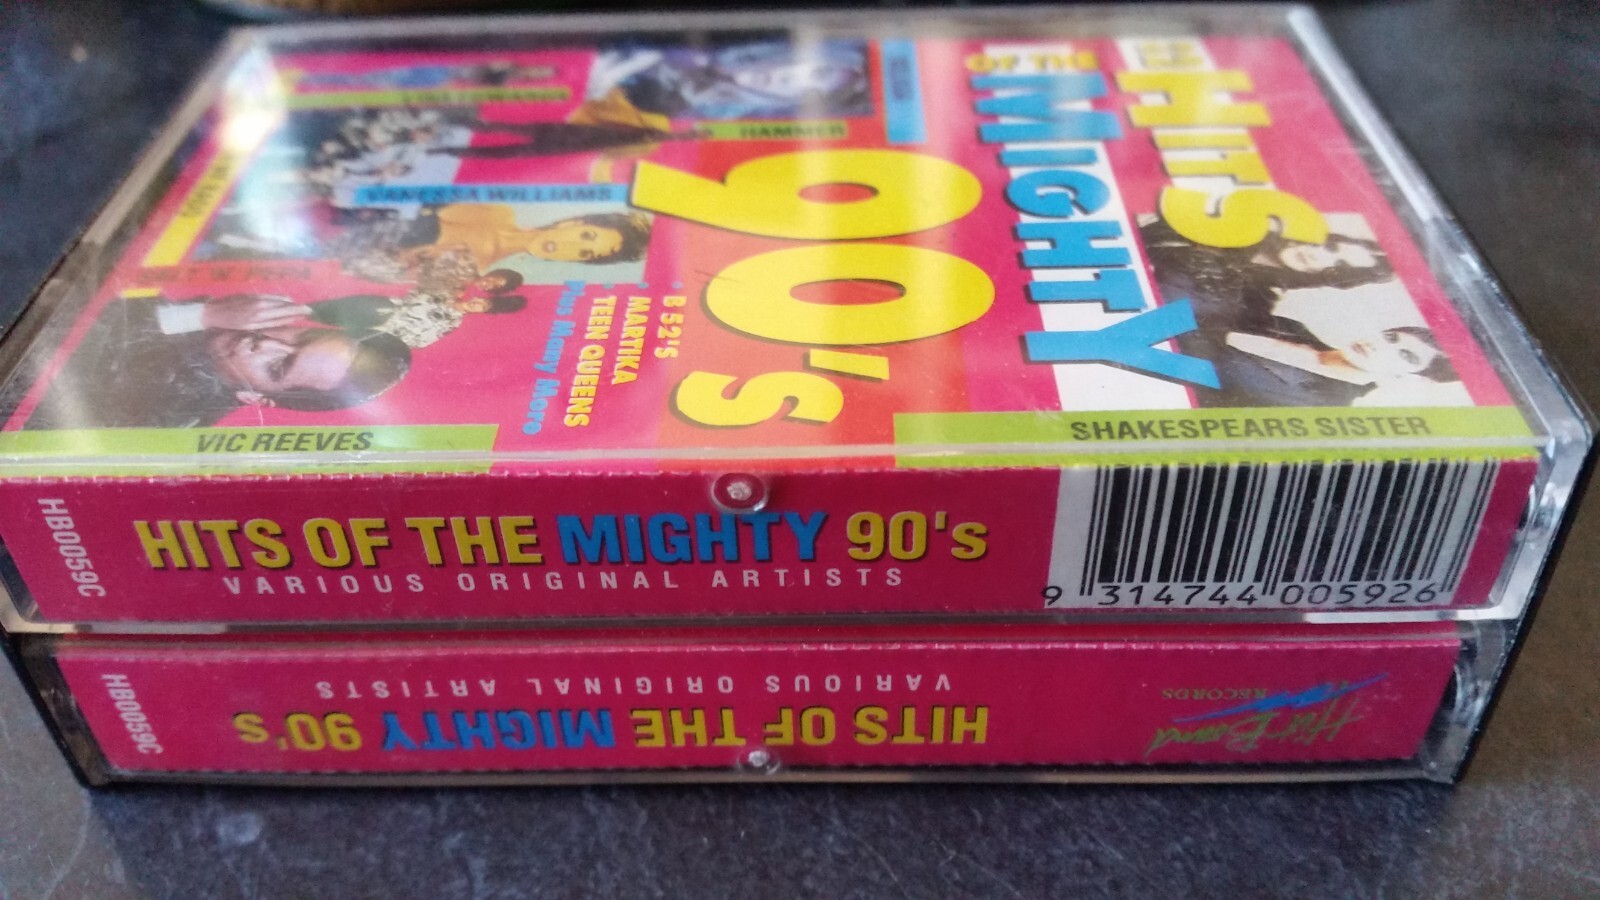 HITS
OF THE
MIGHTY
90's
HAMMER
VANESSA WILLIAMS
B 52'S
MARTIKA
TEEN QUEENS
Plus Many More
VIC REEVES
SHAKESPEARS SISTER
HB0059C
HITS OF THE MIGHTY 90's
VARIOUS ORIGINAL ARTISTS
9 314744 005926
HB0059C
HITS OF THE MIGHTY 90's
VARIOUS ORIGINAL ARTISTS
Hit Bound
RECORDS